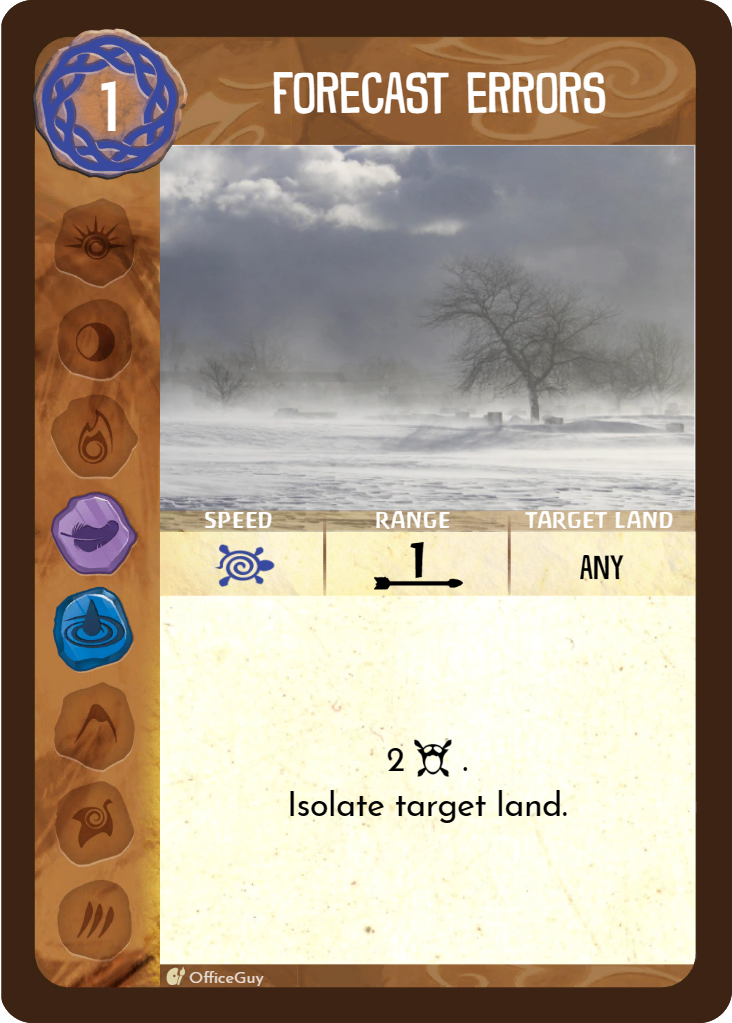 1
FORECAST ERRORS
SPEED RANGE TARGET LAND
1 ANY
2 .
Isolate target land.
OfficeGuy